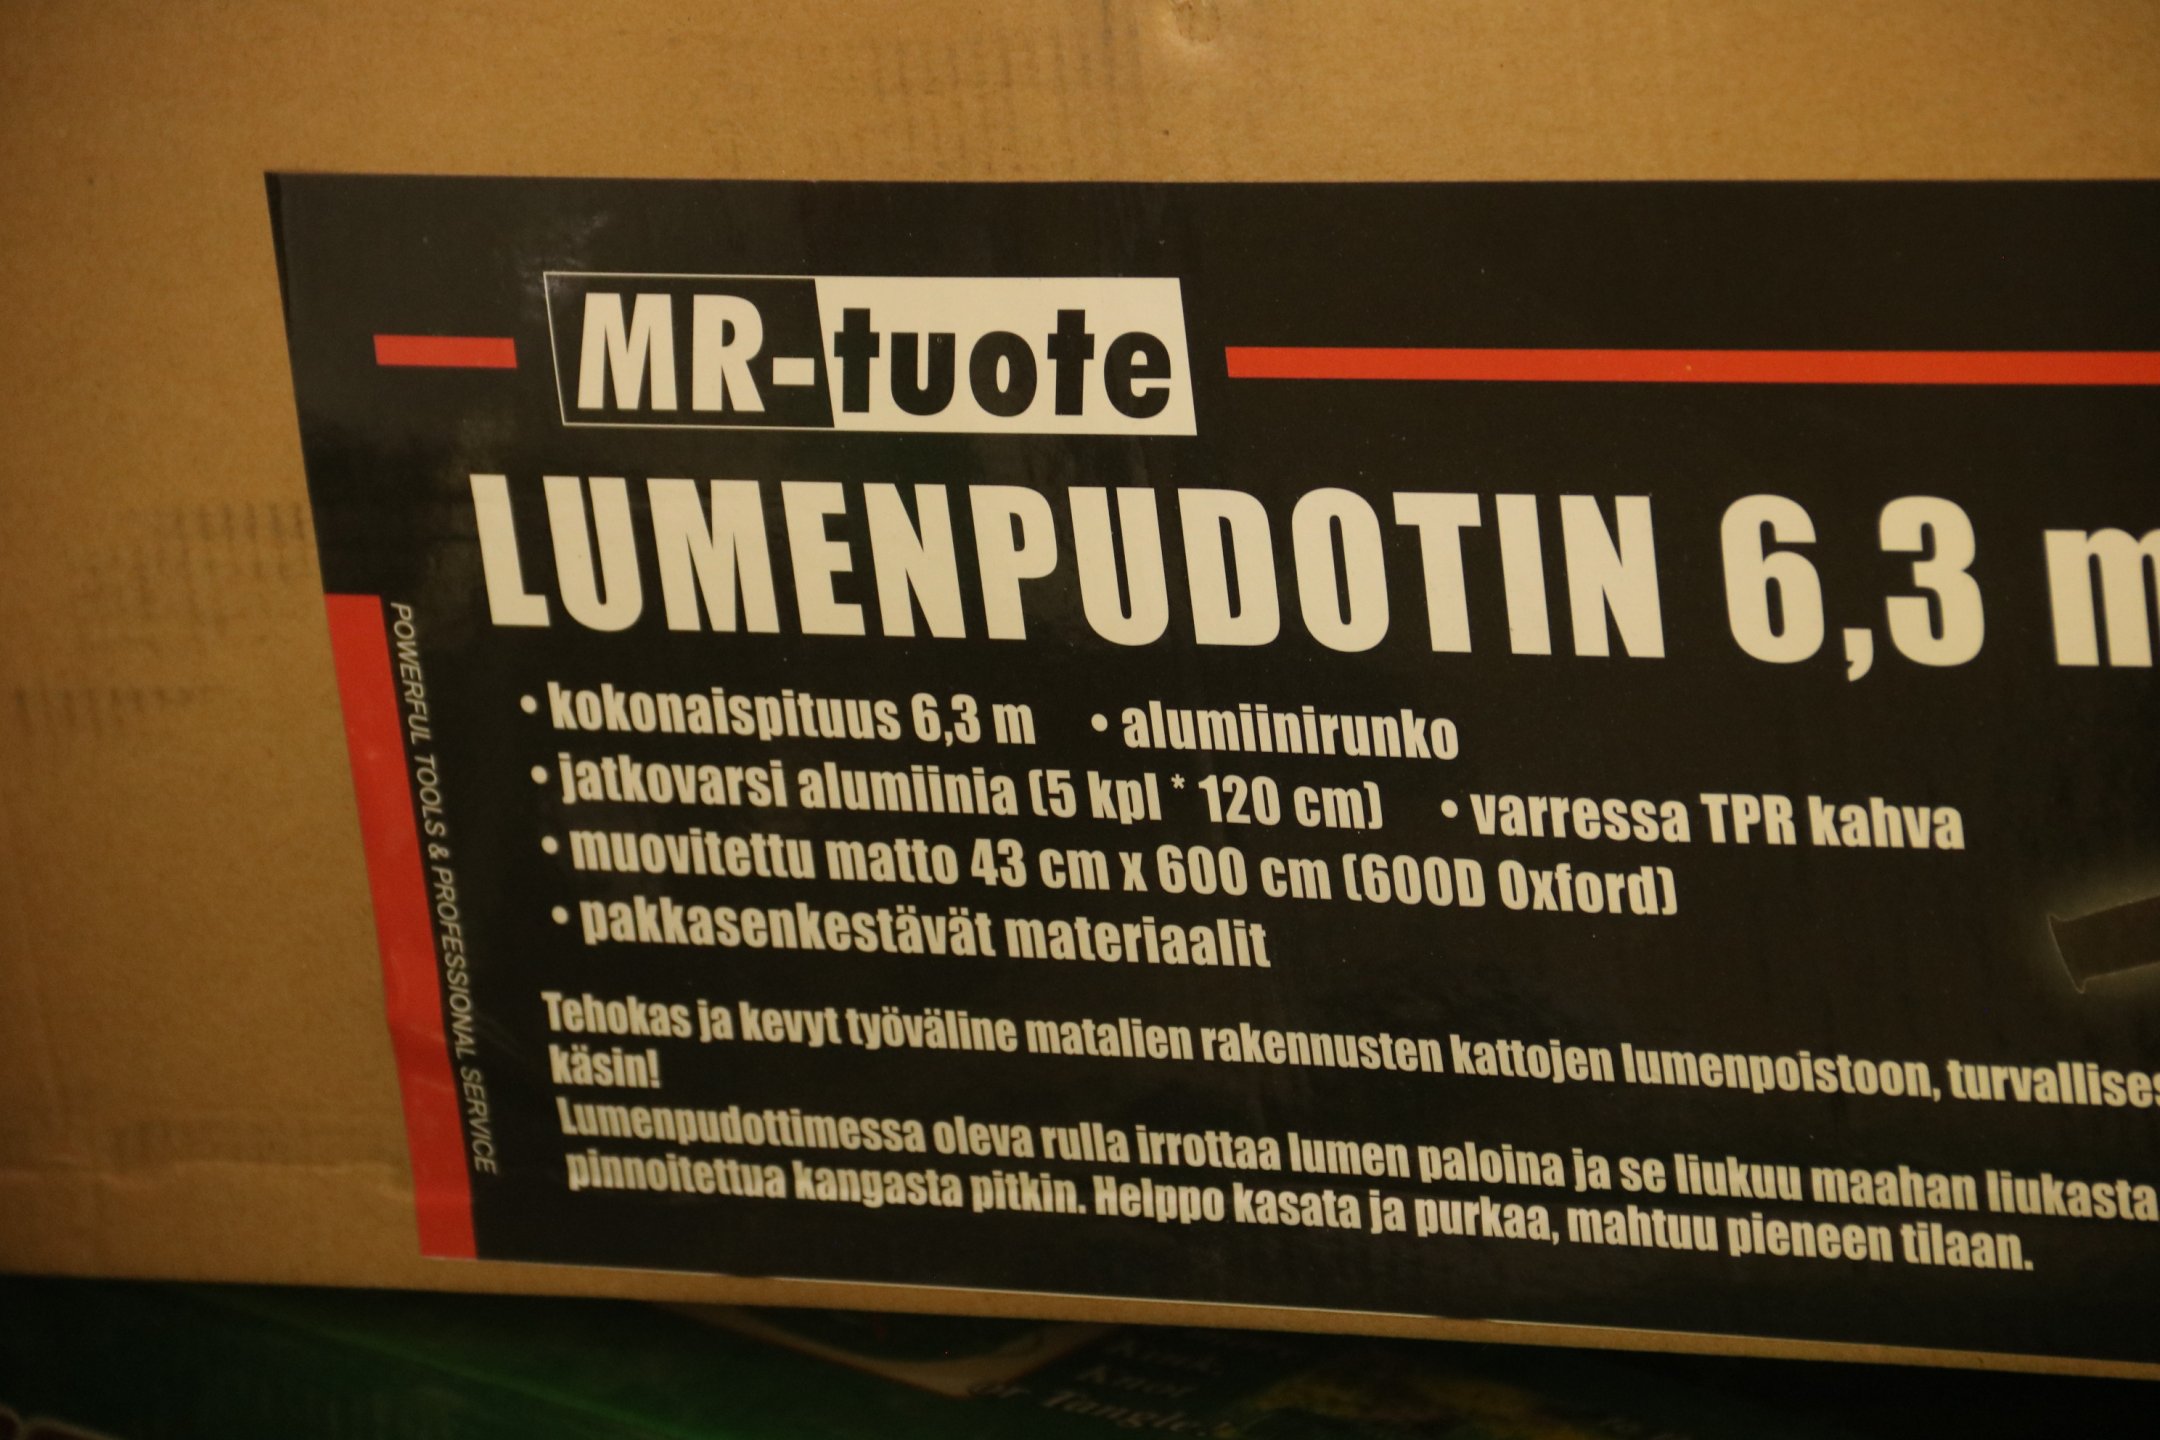 MR-tuote
LUMENPUDOTIN 6,3 m
• kokonaispituus 6,3 m • alumiinirunko
• jatkovarsi alumiinia (5 kpl * 120 cm) • varressa TPR kahva
• muovitettu matto 43 cm x 600 cm (600D Oxford)
• pakkasenkestävät materiaalit
Tehokas ja kevyt työväline matalien rakennusten kattojen lumenpoistoon,
käsin!
Lumenpudottimessa oleva rulla irrottaa lumen paloina ja se liukuu maahan liukasta
pinnoitettua kangasta pitkin. Helppo kasata ja purkaa, mahtuu pieneen tilaan.
POWERFUL TOOLS & PROFESSIONAL SERVICE
Knot
or Tangle!